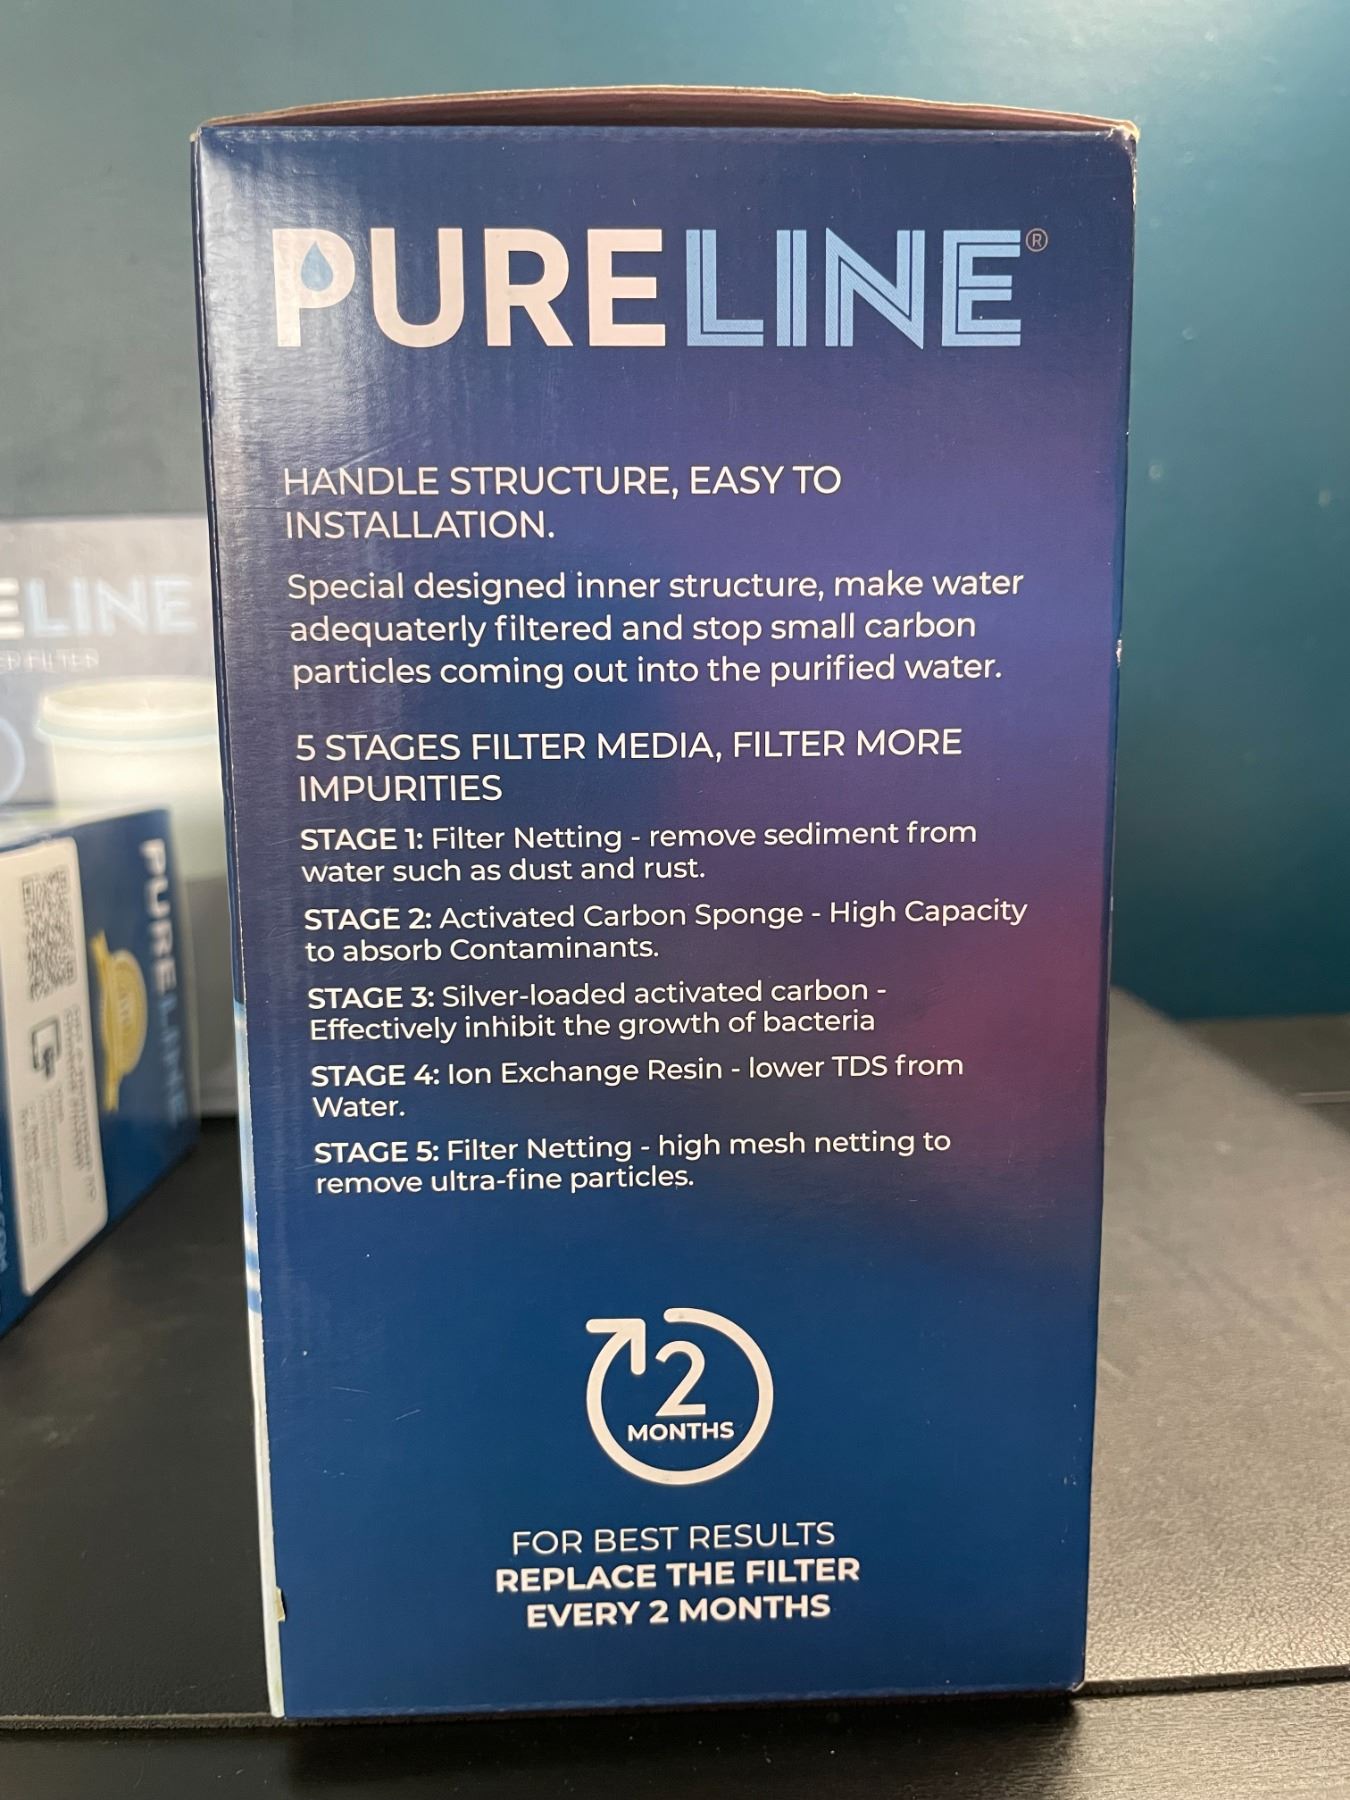 PURELINE®
HANDLE STRUCTURE, EASY TO
INSTALLATION.
Special designed inner structure, make water
adequaterly filtered and stop small carbon
particles coming out into the purified water.
5 STAGES FILTER MEDIA, FILTER MORE
IMPURITIES
STAGE 1: Filter Netting - remove sediment from
water such as dust and rust.
STAGE 2: Activated Carbon Sponge - High Capacity
to absorb Contaminants.
STAGE 3: Silver-loaded activated carbon -
Effectively inhibit the growth of bacteria
STAGE 4: Ion Exchange Resin - lower TDS from
Water.
STAGE 5: Filter Netting - high mesh netting to
remove ultra-fine particles.
2
MONTHS
FOR BEST RESULTS
REPLACE THE FILTER
EVERY 2 MONTHS
ELINE
PURELINE